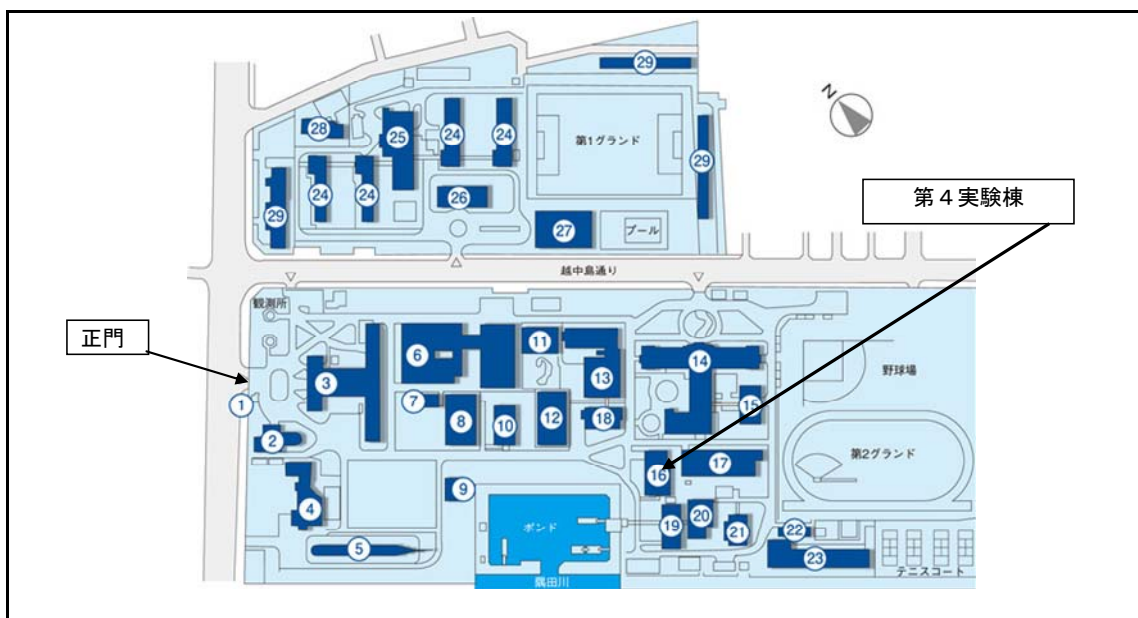 29
N
28
25
24
24
第1グランド
29
第４実験棟
24
24
26
29
27
プール
越中島通り
観測所
正門
11
6
14
3
13
野球場
1
7
15
2
8
10
12
18
第2グランド
17
16
9
4
ポンド
19
20
21
22
5
23
テニスコート
隅田川